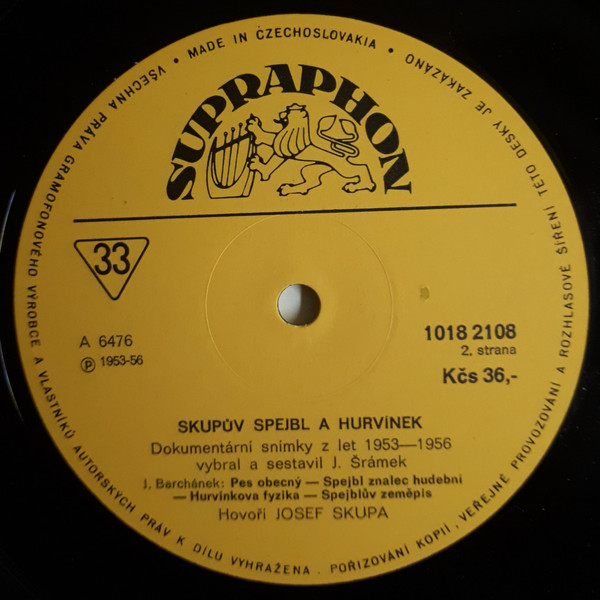 VŠECHNA PRÁVA GRAMOFONOVÉHO VÝROBCE A VLASTNÍKŮ AUTORSKÝCH PRÁV K DÍLU VYHRAŽENA. POŘIZOVÁNÍ KOPIÍ, VEŘEJNÉ PROVOZOVÁNÍ A ROZHLASOVÉ ŠÍŘENÍ TÉTO DESKY JE ZAKÁZÁNO • MADE IN CZECHOSLOVAKIA •
SUPRAPHON
33
A 6476
Ⓟ 1953-56
1018 2108
2. strana
Kčs 36,-
SKUPŮV SPEJBL A HURVÍNEK
Dokumentární snímky z let 1953—1956
vybral a sestavil J. Šrámek
J. Barchánek: Pes obecný — Spejbl znalec hudební
— Hurvínkova fyzika — Spejblův zeměpis
Hovoří JOSEF SKUPA